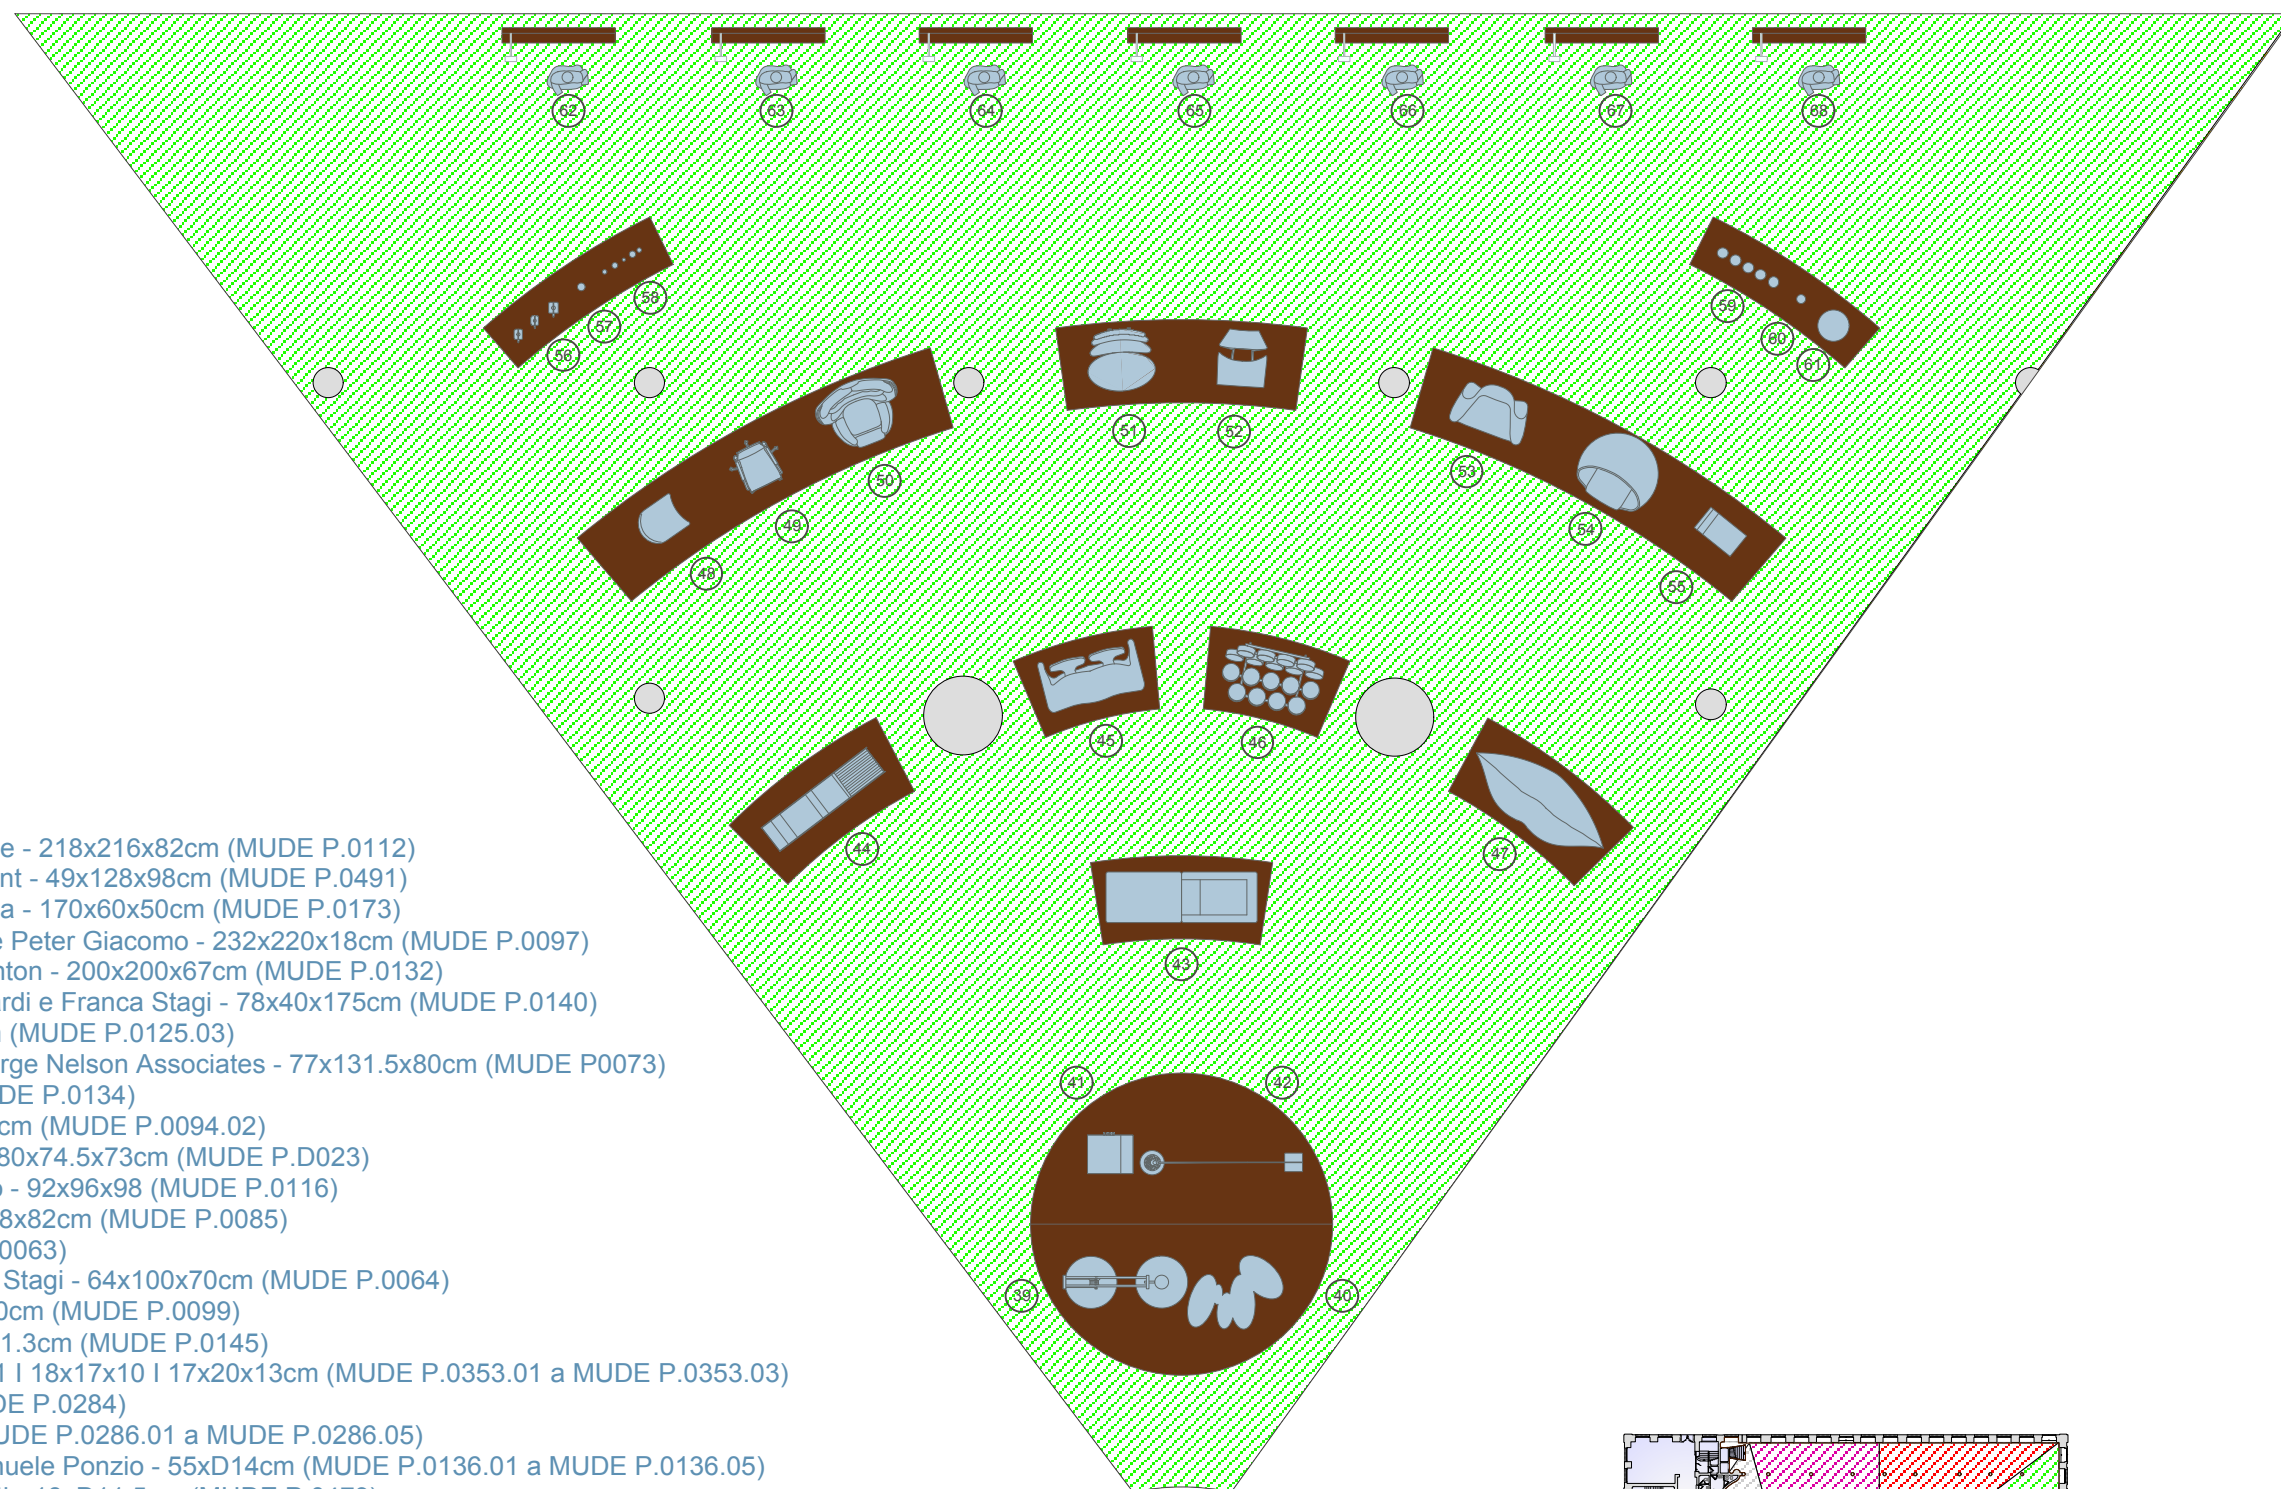 62 63 64 65 66 67 68
58
59
57
60
56
61
51 52
53
50
49
54
48
55
45 46
44
47
43
41 42
39 40
e - 218x216x82cm (MUDE P.0112)
nt - 49x128x98cm (MUDE P.0491)
a - 170x60x50cm (MUDE P.0173)
e Peter Giacomo - 232x220x18cm (MUDE P.0097)
nton - 200x200x67cm (MUDE P.0132)
ardi e Franca Stagi - 78x40x175cm (MUDE P.0140)
(MUDE P.0125.03)
rge Nelson Associates - 77x131.5x80cm (MUDE P0073)
DE P.0134)
cm (MUDE P.0094.02)
80x74.5x73cm (MUDE P.D023)
o - 92x96x98 (MUDE P.0116)
8x82cm (MUDE P.0085)
0063)
Stagi - 64x100x70cm (MUDE P.0064)
0cm (MUDE P.0099)
1.3cm (MUDE P.0145)
1 I 18x17x10 I 17x20x13cm (MUDE P.0353.01 a MUDE P.0353.03)
DE P.0284)
UDE P.0286.01 a MUDE P.0286.05)
nuele Ponzio - 55xD14cm (MUDE P.0136.01 a MUDE P.0136.05)